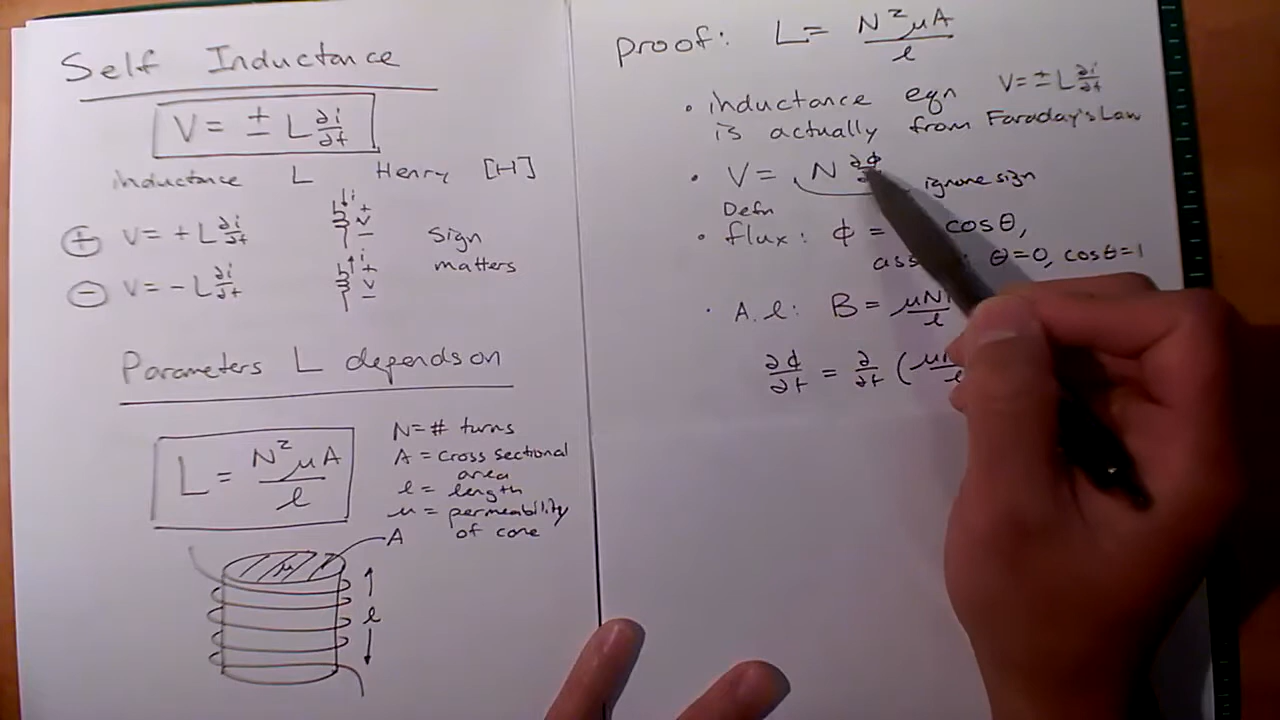 Self Inductance
V = ± L ∂i/∂t
inductance L Henry [H]
⊕ V = +L ∂i/∂t
⊖ V = -L ∂i/∂t
i + v -
i + v -
sign
matters
Parameters L depends on
L = N²μA/l
N = # turns
A = cross sectional
area
l = length
μ = permeability
of core
A
μ
l
proof: L = N²μA/l
• inductance eqn V = ± L ∂i/∂t
is actually from Faraday's Law
• V = N ∂ϕ/ ignore sign
Defn
• flux: ϕ = cosθ,
θ=0, cosθ=1
• A.l: B = μN/l
∂ϕ/∂t = ∂/∂t (μ